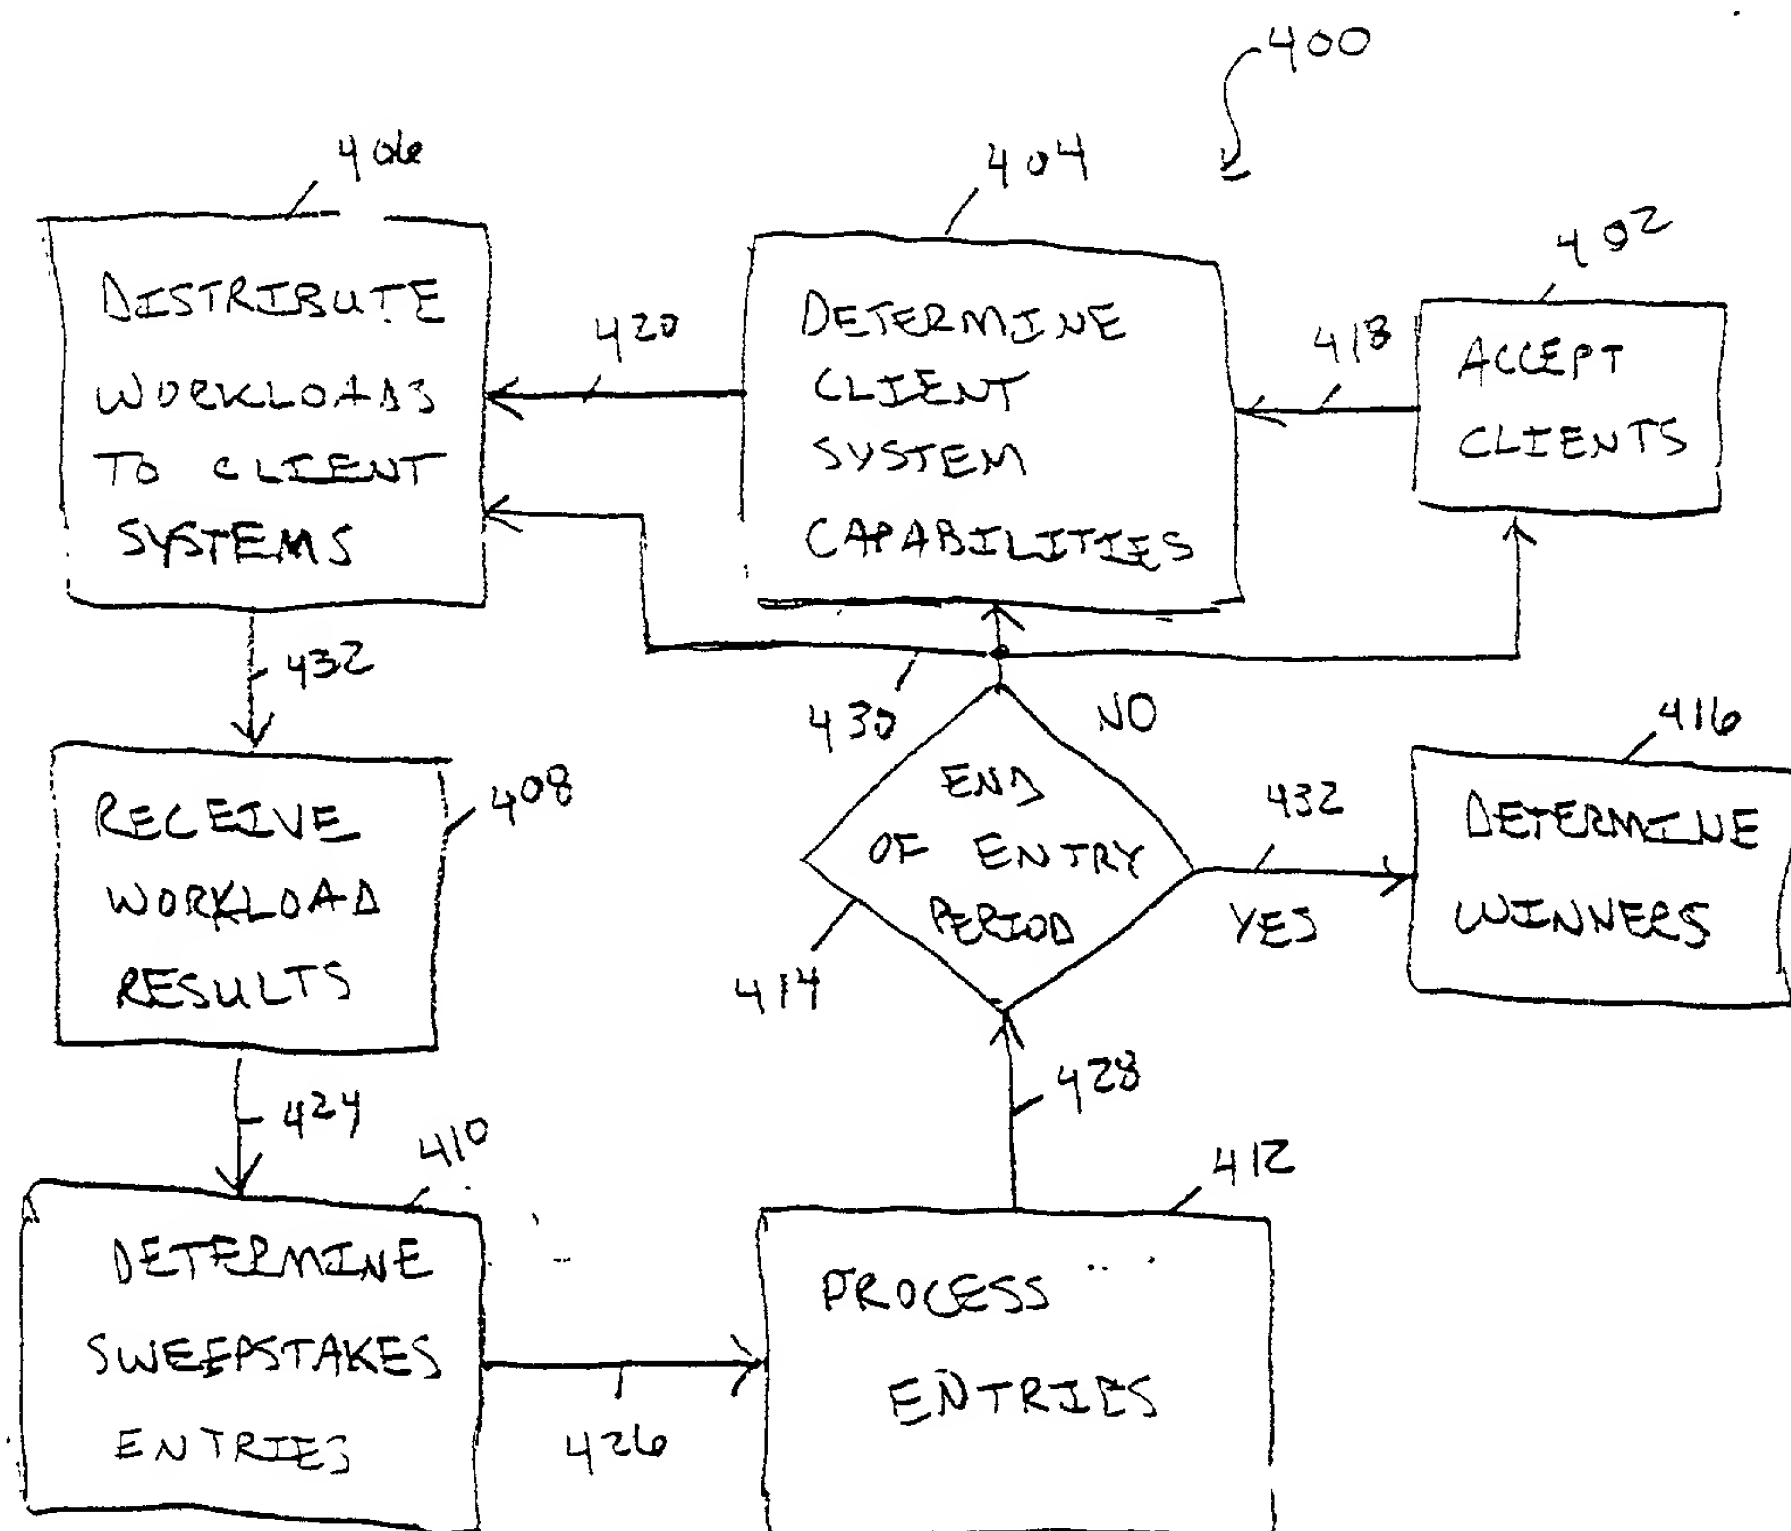 400
406
404
402
DISTRIBUTE
WORKLOADS
TO CLIENT
SYSTEMS
420
DETERMINE
CLIENT
SYSTEM
CAPABILITIES
418
ACCEPT
CLIENTS
432
430
NO
416
RECEIVE
WORKLOAD
RESULTS
408
END
OF ENTRY
PERIOD
432
YES
DETERMINE
WINNERS
414
424
428
410
412
DETERMINE
SWEEPSTAKES
ENTRIES
426
PROCESS
ENTRIES